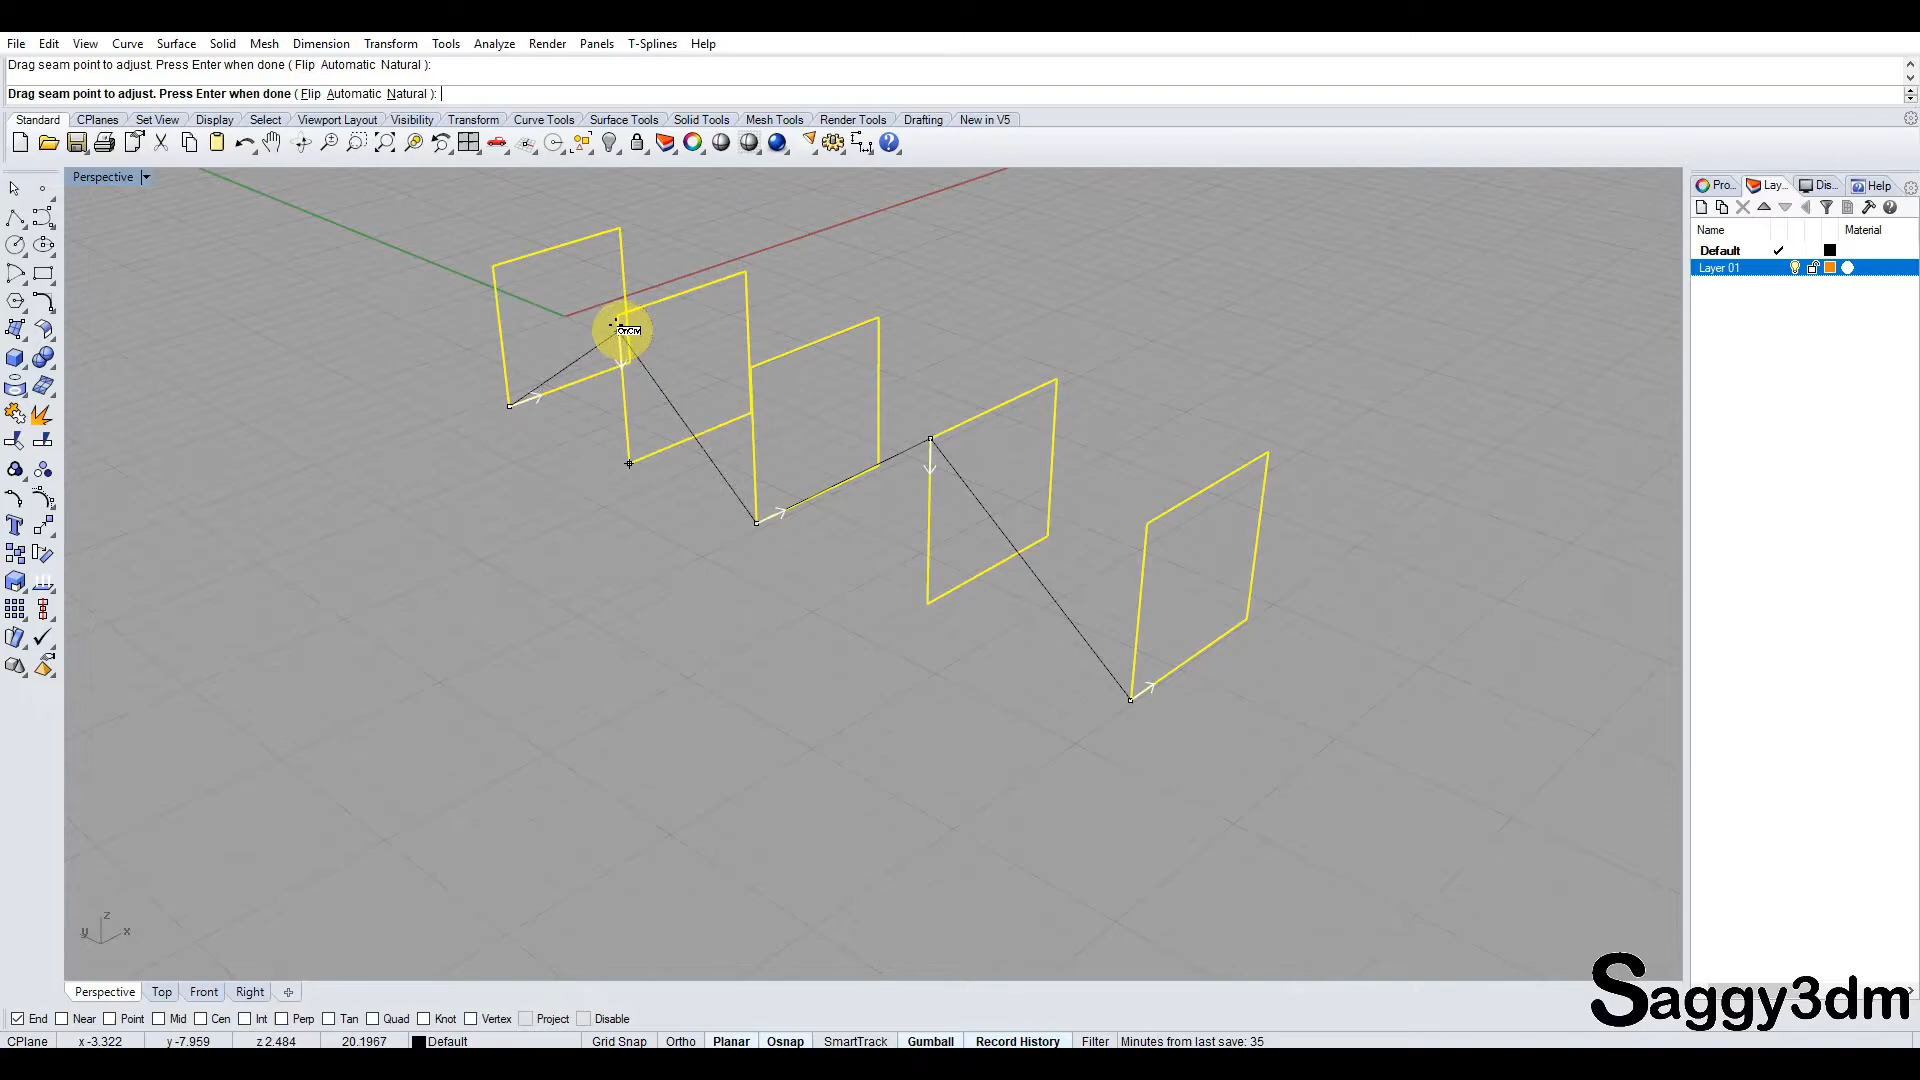 File Edit View Curve Surface Solid Mesh Dimension Transform Tools Analyze Render Panels T-Splines Help
Drag seam point to adjust. Press Enter when done ( Flip Automatic Natural ):
Drag seam point to adjust. Press Enter when done ( Flip Automatic Natural ):
Standard CPlanes Set View Display Select Viewport Layout Visibility Transform Curve Tools Surface Tools Solid Tools Mesh Tools Render Tools Drafting New in V5
Perspective
Pro... Lay... Dis... Help
Name Material
Default
Layer 01
OnCrv
z
y x
Perspective Top Front Right
End Near Point Mid Cen Int Perp Tan Quad Knot Vertex Project Disable
CPlane x -3.322 y -7.959 z 2.484 20.1967 Default Grid Snap Ortho Planar Osnap SmartTrack Gumball Record History Filter Minutes from last save: 35
Saggy3dm